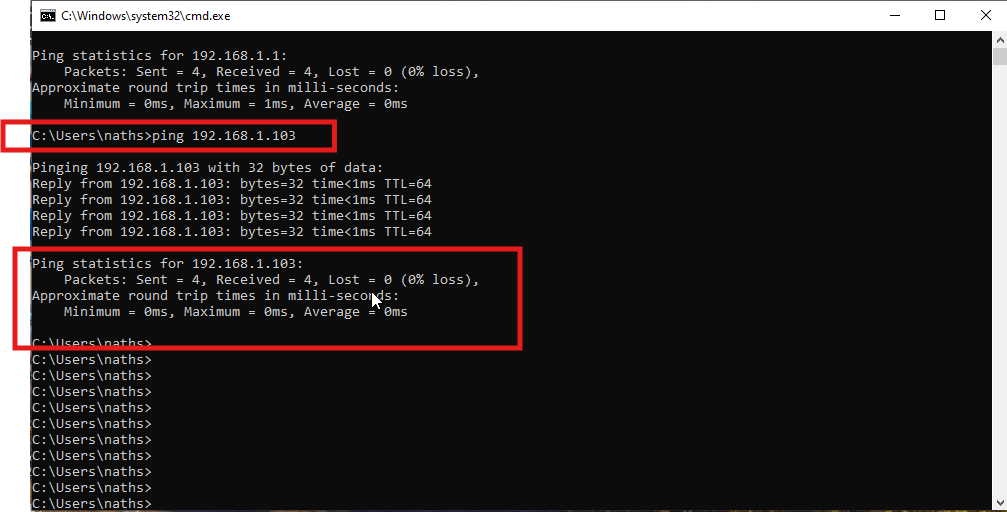 C:\Windows\system32\cmd.exe
Ping statistics for 192.168.1.1:
    Packets: Sent = 4, Received = 4, Lost = 0 (0% loss),
Approximate round trip times in milli-seconds:
    Minimum = 0ms, Maximum = 1ms, Average = 0ms
C:\Users\naths>ping 192.168.1.103
Pinging 192.168.1.103 with 32 bytes of data:
Reply from 192.168.1.103: bytes=32 time<1ms TTL=64
Reply from 192.168.1.103: bytes=32 time<1ms TTL=64
Reply from 192.168.1.103: bytes=32 time<1ms TTL=64
Reply from 192.168.1.103: bytes=32 time<1ms TTL=64
Ping statistics for 192.168.1.103:
    Packets: Sent = 4, Received = 4, Lost = 0 (0% loss),
Approximate round trip times in milli-seconds:
    Minimum = 0ms, Maximum = 0ms, Average = 0ms
C:\Users\naths>
C:\Users\naths>
C:\Users\naths>
C:\Users\naths>
C:\Users\naths>
C:\Users\naths>
C:\Users\naths>
C:\Users\naths>
C:\Users\naths>
C:\Users\naths>
C:\Users\naths>